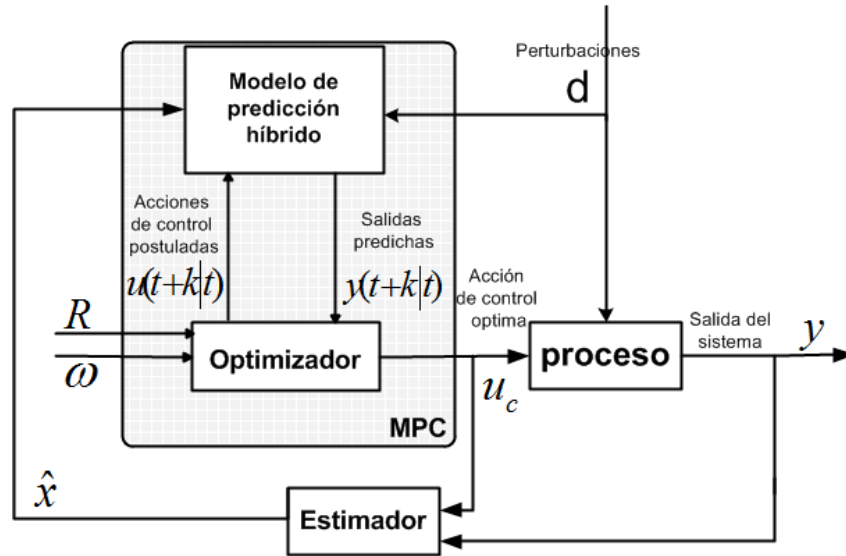 Perturbaciones
d
Modelo de
predicción
híbrido
Acciones
de control
postuladas
u(t+k|t)
Salidas
predichas
y(t+k|t)
Acción
de control
optima
Salida del
sistema
R
ω
Optimizador
proceso
y
u_c
MPC
x̂
Estimador